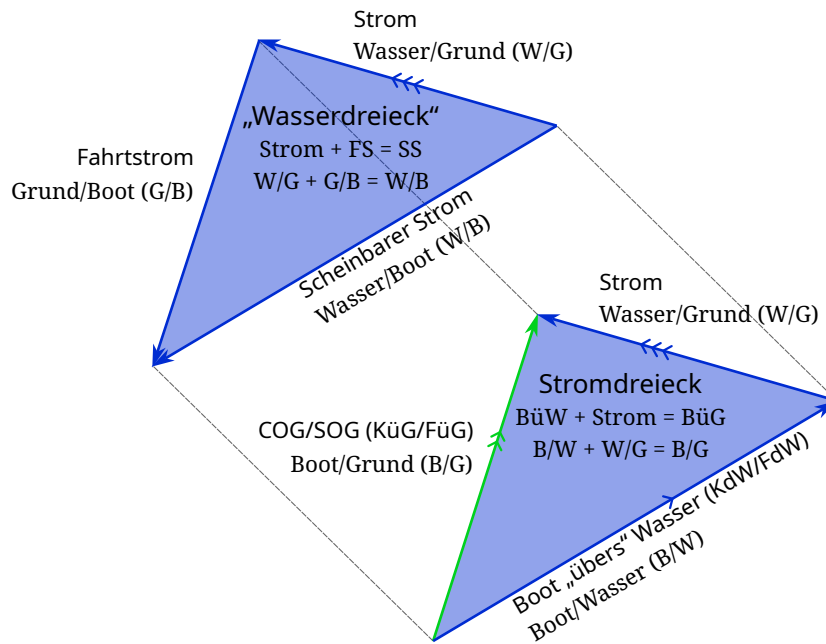 Strom
Wasser/Grund (W/G)
„Wasserdreieck“
Strom + FS = SS
W/G + G/B = W/B
Fahrtstrom
Grund/Boot (G/B)
Scheinbarer Strom
Wasser/Boot (W/B)
Strom
Wasser/Grund (W/G)
Stromdreieck
BüW + Strom = BüG
B/W + W/G = B/G
COG/SOG (KüG/FüG)
Boot/Grund (B/G)
Boot „übers“ Wasser (KdW/FdW)
Boot/Wasser (B/W)